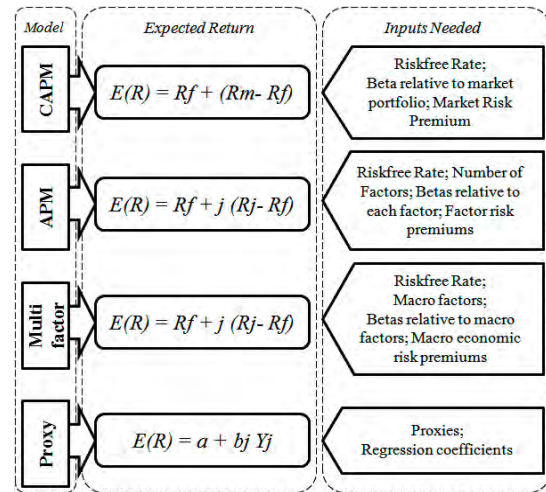 Model Expected Return Inputs Needed
CAPM
E(R) = Rf + (Rm- Rf)
Riskfree Rate;
Beta relative to market
portfolio; Market Risk
Premium
APM
E(R) = Rf + j (Rj- Rf)
Riskfree Rate; Number of
Factors; Betas relative to
each factor; Factor risk
premiums
Multi
factor
E(R) = Rf + j (Rj- Rf)
Riskfree Rate;
Macro factors;
Betas relative to macro
factors; Macro economic
risk premiums
Proxy
E(R) = a + bj Yj
Proxies;
Regression coefficients